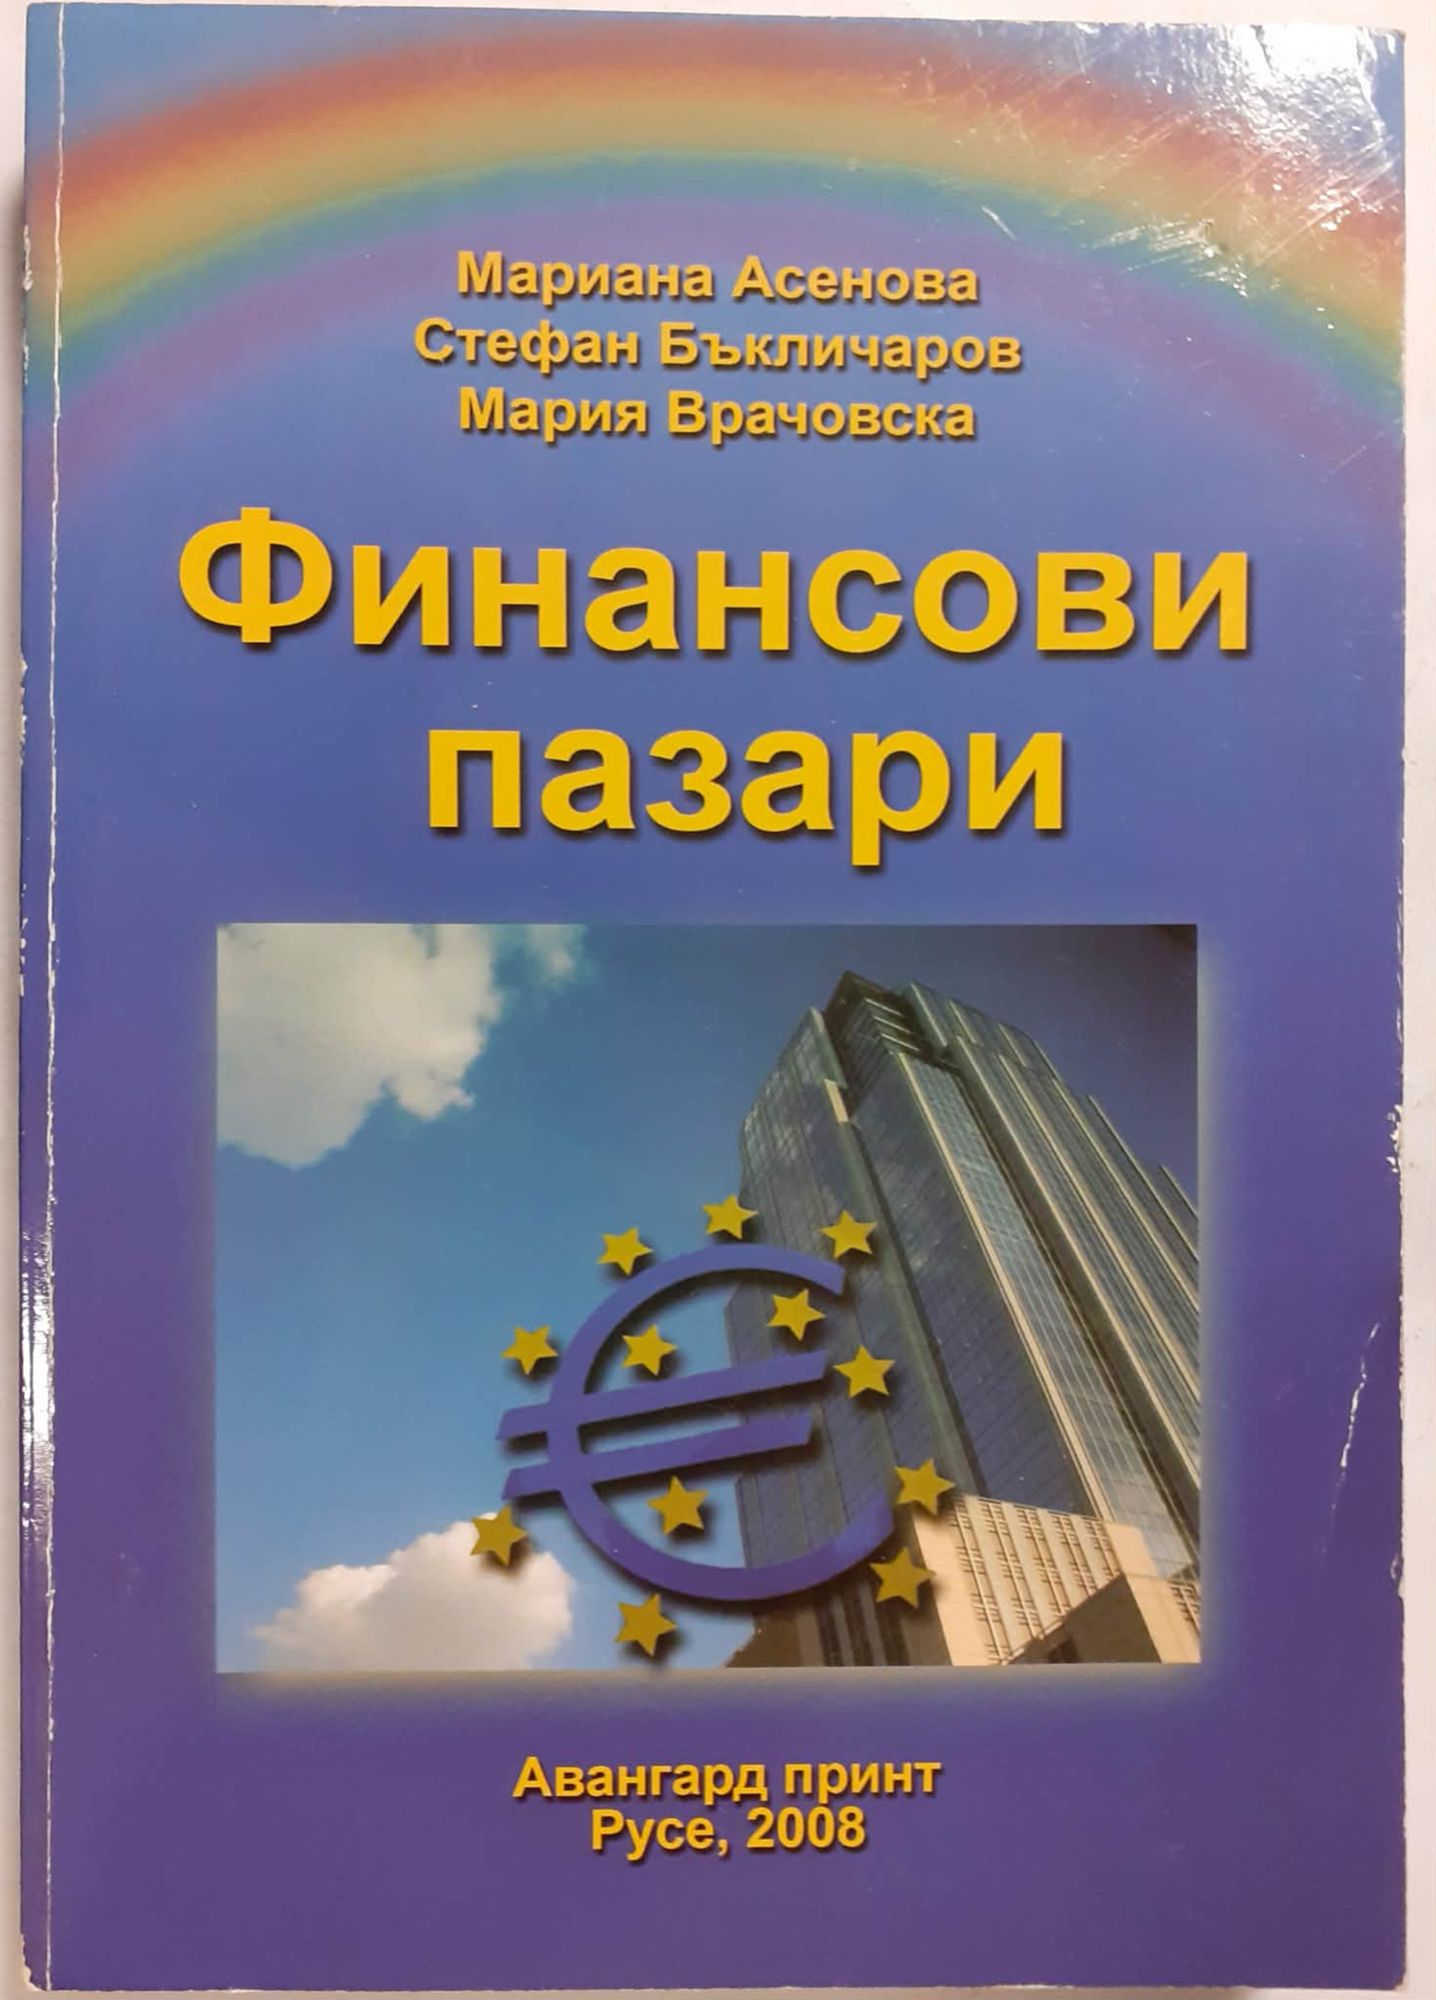 Мариана Асенова
Стефан Бъкличаров
Мария Врачовска
Финансови
пазари
Авангард принт
Русе, 2008